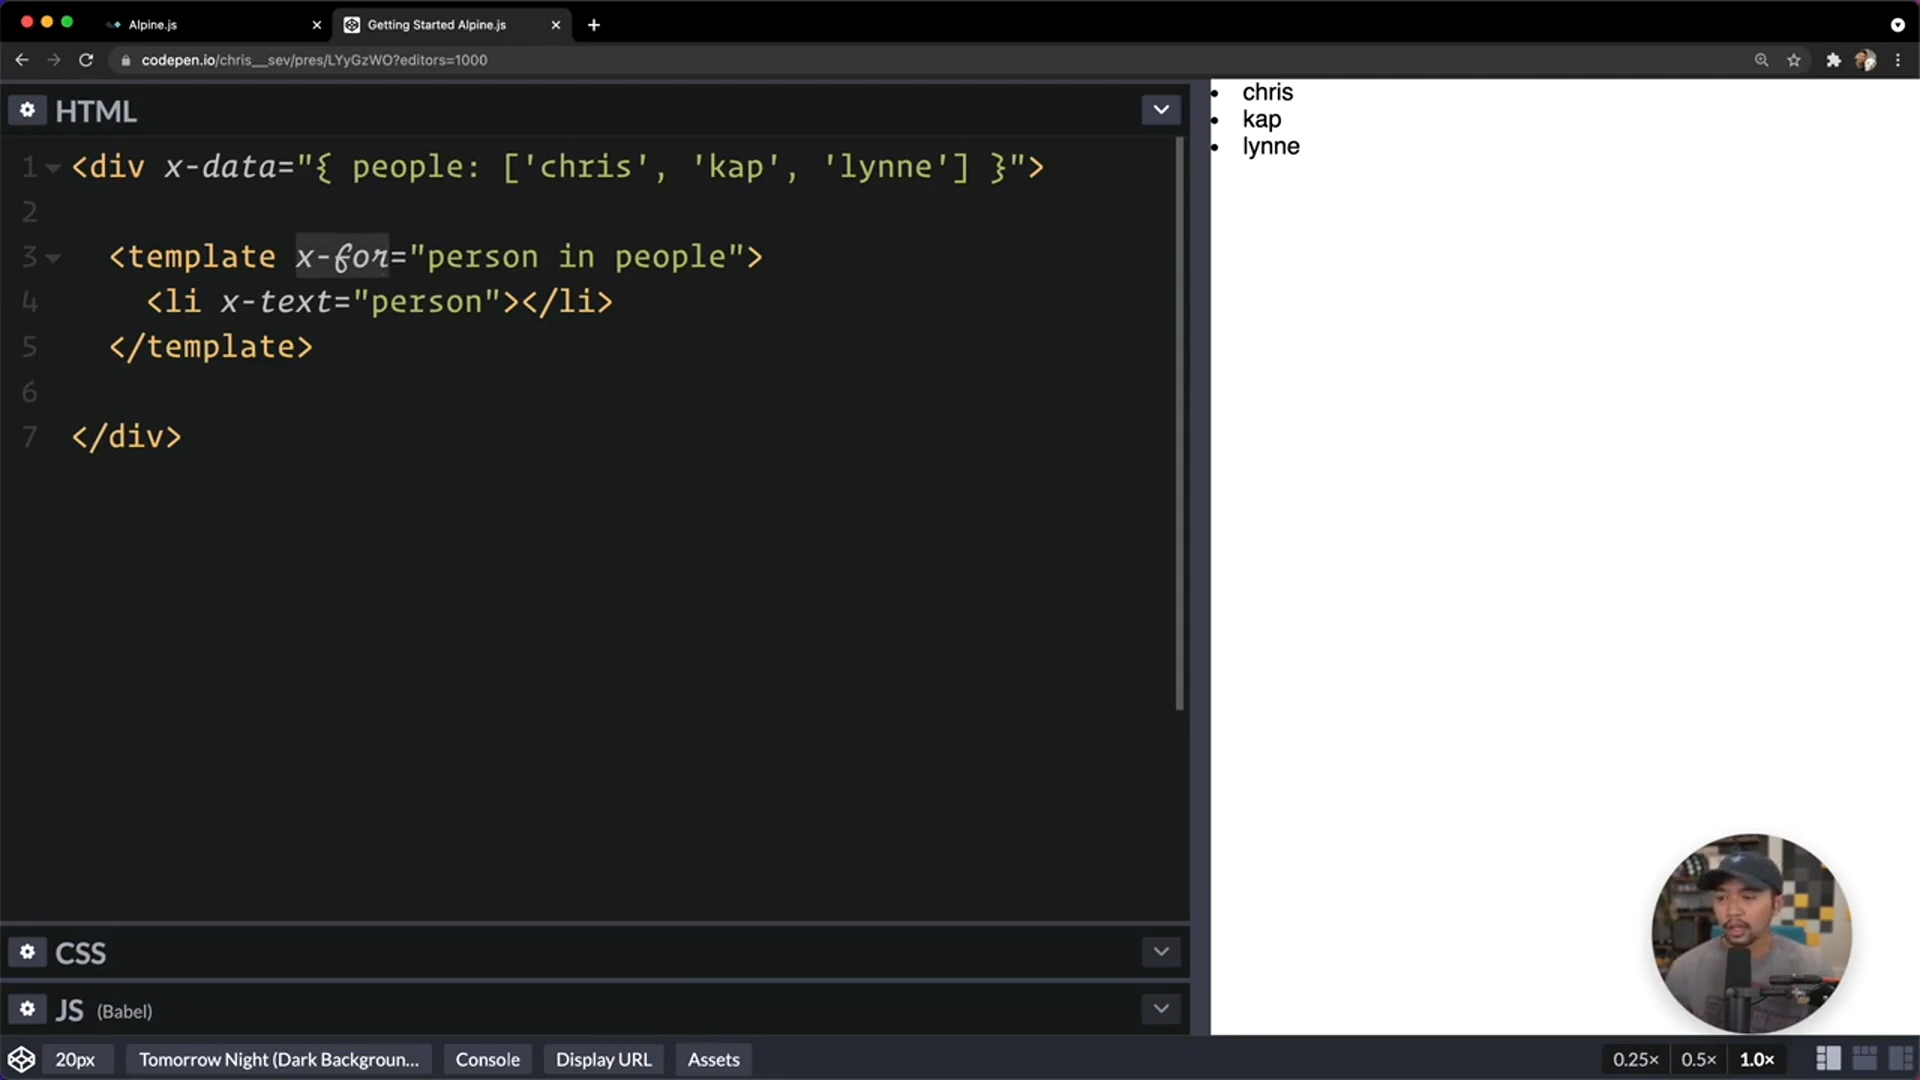 Alpine.js
Getting Started Alpine.js
codepen.io/chris__sev/pres/LYyGzWO?editors=1000
HTML
1 <div x-data="{ people: ['chris', 'kap', 'lynne'] }">
2
3 <template x-for="person in people">
4 <li x-text="person"></li>
5 </template>
6
7 </div>
chris
kap
lynne
CSS
JS (Babel)
20px
Tomorrow Night (Dark Backgroun...
Console
Display URL
Assets
0.25×
0.5×
1.0×